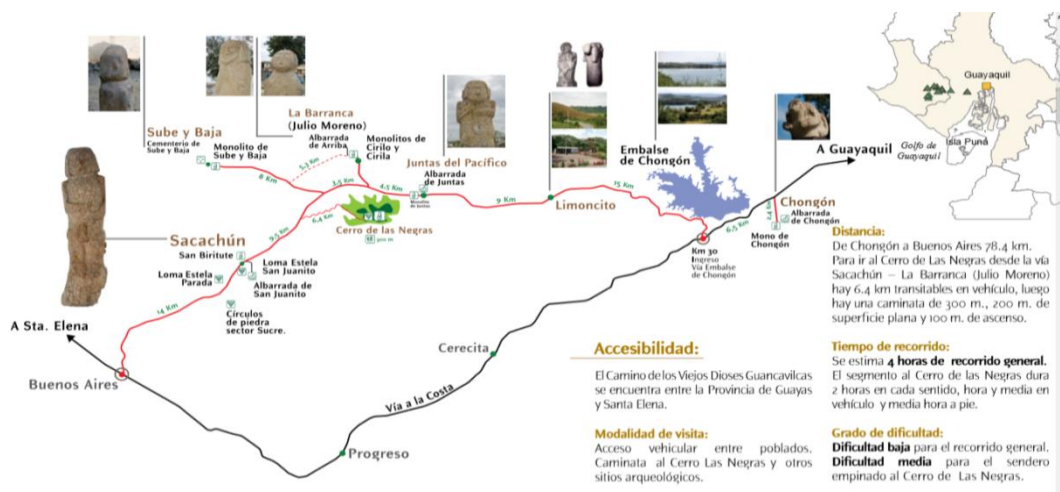 Sube y Baja
Cementerio de
Sube y Baja
Monolito de
Sube y Baja
8 Km
La Barranca
(Julio Moreno)
Albarrada
de Arriba
Monolitos de
Cirilo y
Cirila
5.3 Km
3.5 Km
4.5 Km
Juntas del Pacífico
Albarrada
de Juntas
Monolito
de Juntas
9 Km
Limoncito
15 Km
Embalse
de Chongón
A Guayaquil
Chongón
Albarrada
de Chongón
Mono de
Chongón
2.4 Km
6.5 Km
Km 30
Ingreso
Vía Embalse
de Chongón
Cerro de las Negras
300 m
6.4 Km
9.5 Km
Sacachún
San Biritute
Loma Estela
San Juanito
Loma Estela
Parada
Albarrada de
San Juanito
Círculos
de piedra
sector Sucre.
14 Km
A Sta. Elena
Buenos Aires
Progreso
Vía a la Costa
Cerecita
Guayaquil
Isla Puná
Golfo de
Guayaquil
Accesibilidad:
El Camino de los Viejos Dioses Guancavilcas
se encuentra entre la Provincia de Guayas
y Santa Elena.
Modalidad de visita:
Acceso vehicular entre poblados.
Caminata al Cerro Las Negras y otros
sitios arqueológicos.
Distancia:
De Chongón a Buenos Aires 78.4 km.
Para ir al Cerro de Las Negras desde la vía
Sacachún – La Barranca (Julio Moreno)
hay 6.4 km transitables en vehículo, luego
hay una caminata de 300 m., 200 m. de
superficie plana y 100 m. de ascenso.
Tiempo de recorrido:
Se estima 4 horas de recorrido general.
El segmento al Cerro de las Negras dura
2 horas en cada sentido, hora y media en
vehículo y media hora a pie.
Grado de dificultad:
Dificultad baja para el recorrido general.
Dificultad media para el sendero
empinado al Cerro de Las Negras.